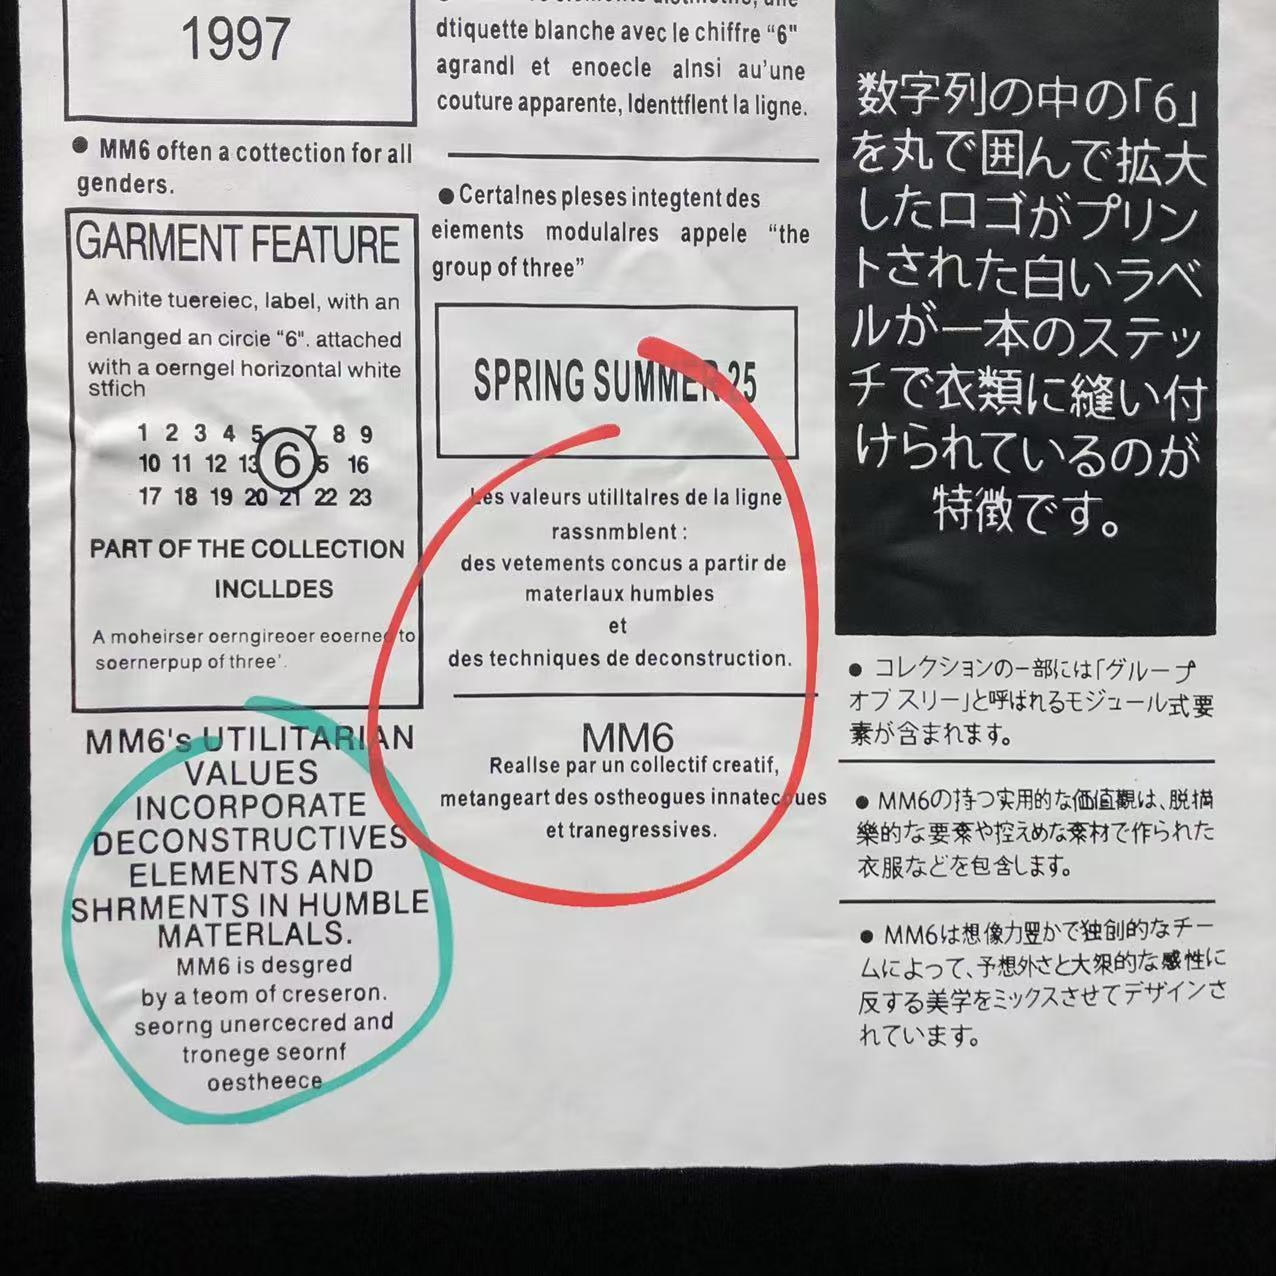 1997
● MM6 often a cottection for all
genders.
GARMENT FEATURE
A white tuereiec, label, with an
enlanged an circie “6". attached
with a oerngel horizontal white
stfich
1 2 3 4 5 7 8 9
10 11 12 13 6 5 16
17 18 19 20 21 22 23
PART OF THE COLLECTION
INCLLDES
A moheirser oerngireoer eoerned to
soernerpup of three'.
MM6's UTILITARIAN
VALUES
INCORPORATE
DECONSTRUCTIVES
ELEMENTS AND
SHRMENTS IN HUMBLE
MATERLALS.
MM6 is desgred
by a teom of creseron.
seorng unercecred and
tronege seornf
oestheece
dtiquette blanche avec le chiffre “6"
agrandl et enoecle alnsi au'une
couture apparente, ldenttflent la ligne.
● Certalnes pleses integtent des
eiements modulalres appele “the
group of three”
SPRING SUMMER 25
Les valeurs utilltalres de la ligne
rassnmblent :
des vetements concus a partir de
materlaux humbles
et
des techniques de deconstruction.
MM6
Reallse par un collectif creatif,
metangeart des ostheogues innatecques
et tranegressives.
数字列の中の「6」
を丸で囲んで拡大
したロゴがプリン
トされた白いラベ
ルが一本のステッ
チで衣類に縫い付
けられているのが
特徴です。
● コレクションの一部には「グループ
オブ スリー」と呼ばれるモジュール式要
素が含まれます。
● MM6の持つ実用的な価値觀は、脱構
樂的な要素や控えめな素材で作られた
衣服などを包含します。
● MM6は想像力豊かで独創的なチー
ムによって、予想外さと大架的な感性に
反する美学をミックスさせてデザインさ
れています。